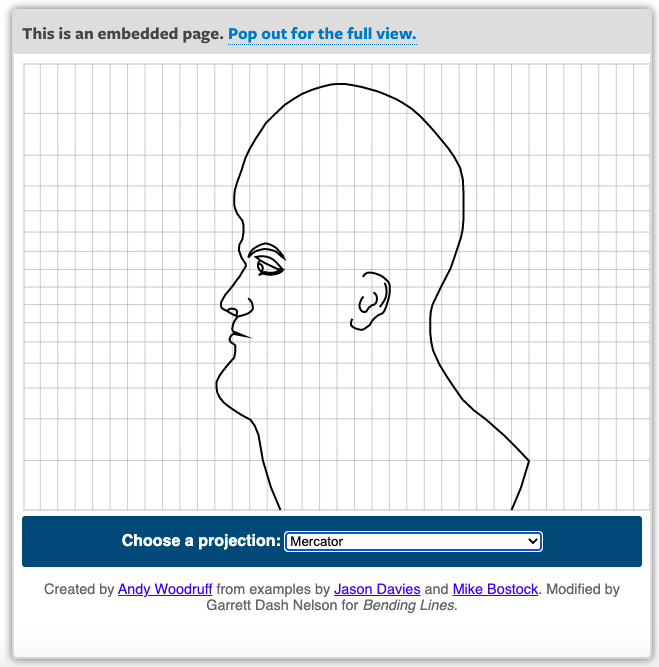 This is an embedded page. Pop out for the full view.
Choose a projection: Mercator
Created by Andy Woodruff from examples by Jason Davies and Mike Bostock. Modified by
Garrett Dash Nelson for Bending Lines.